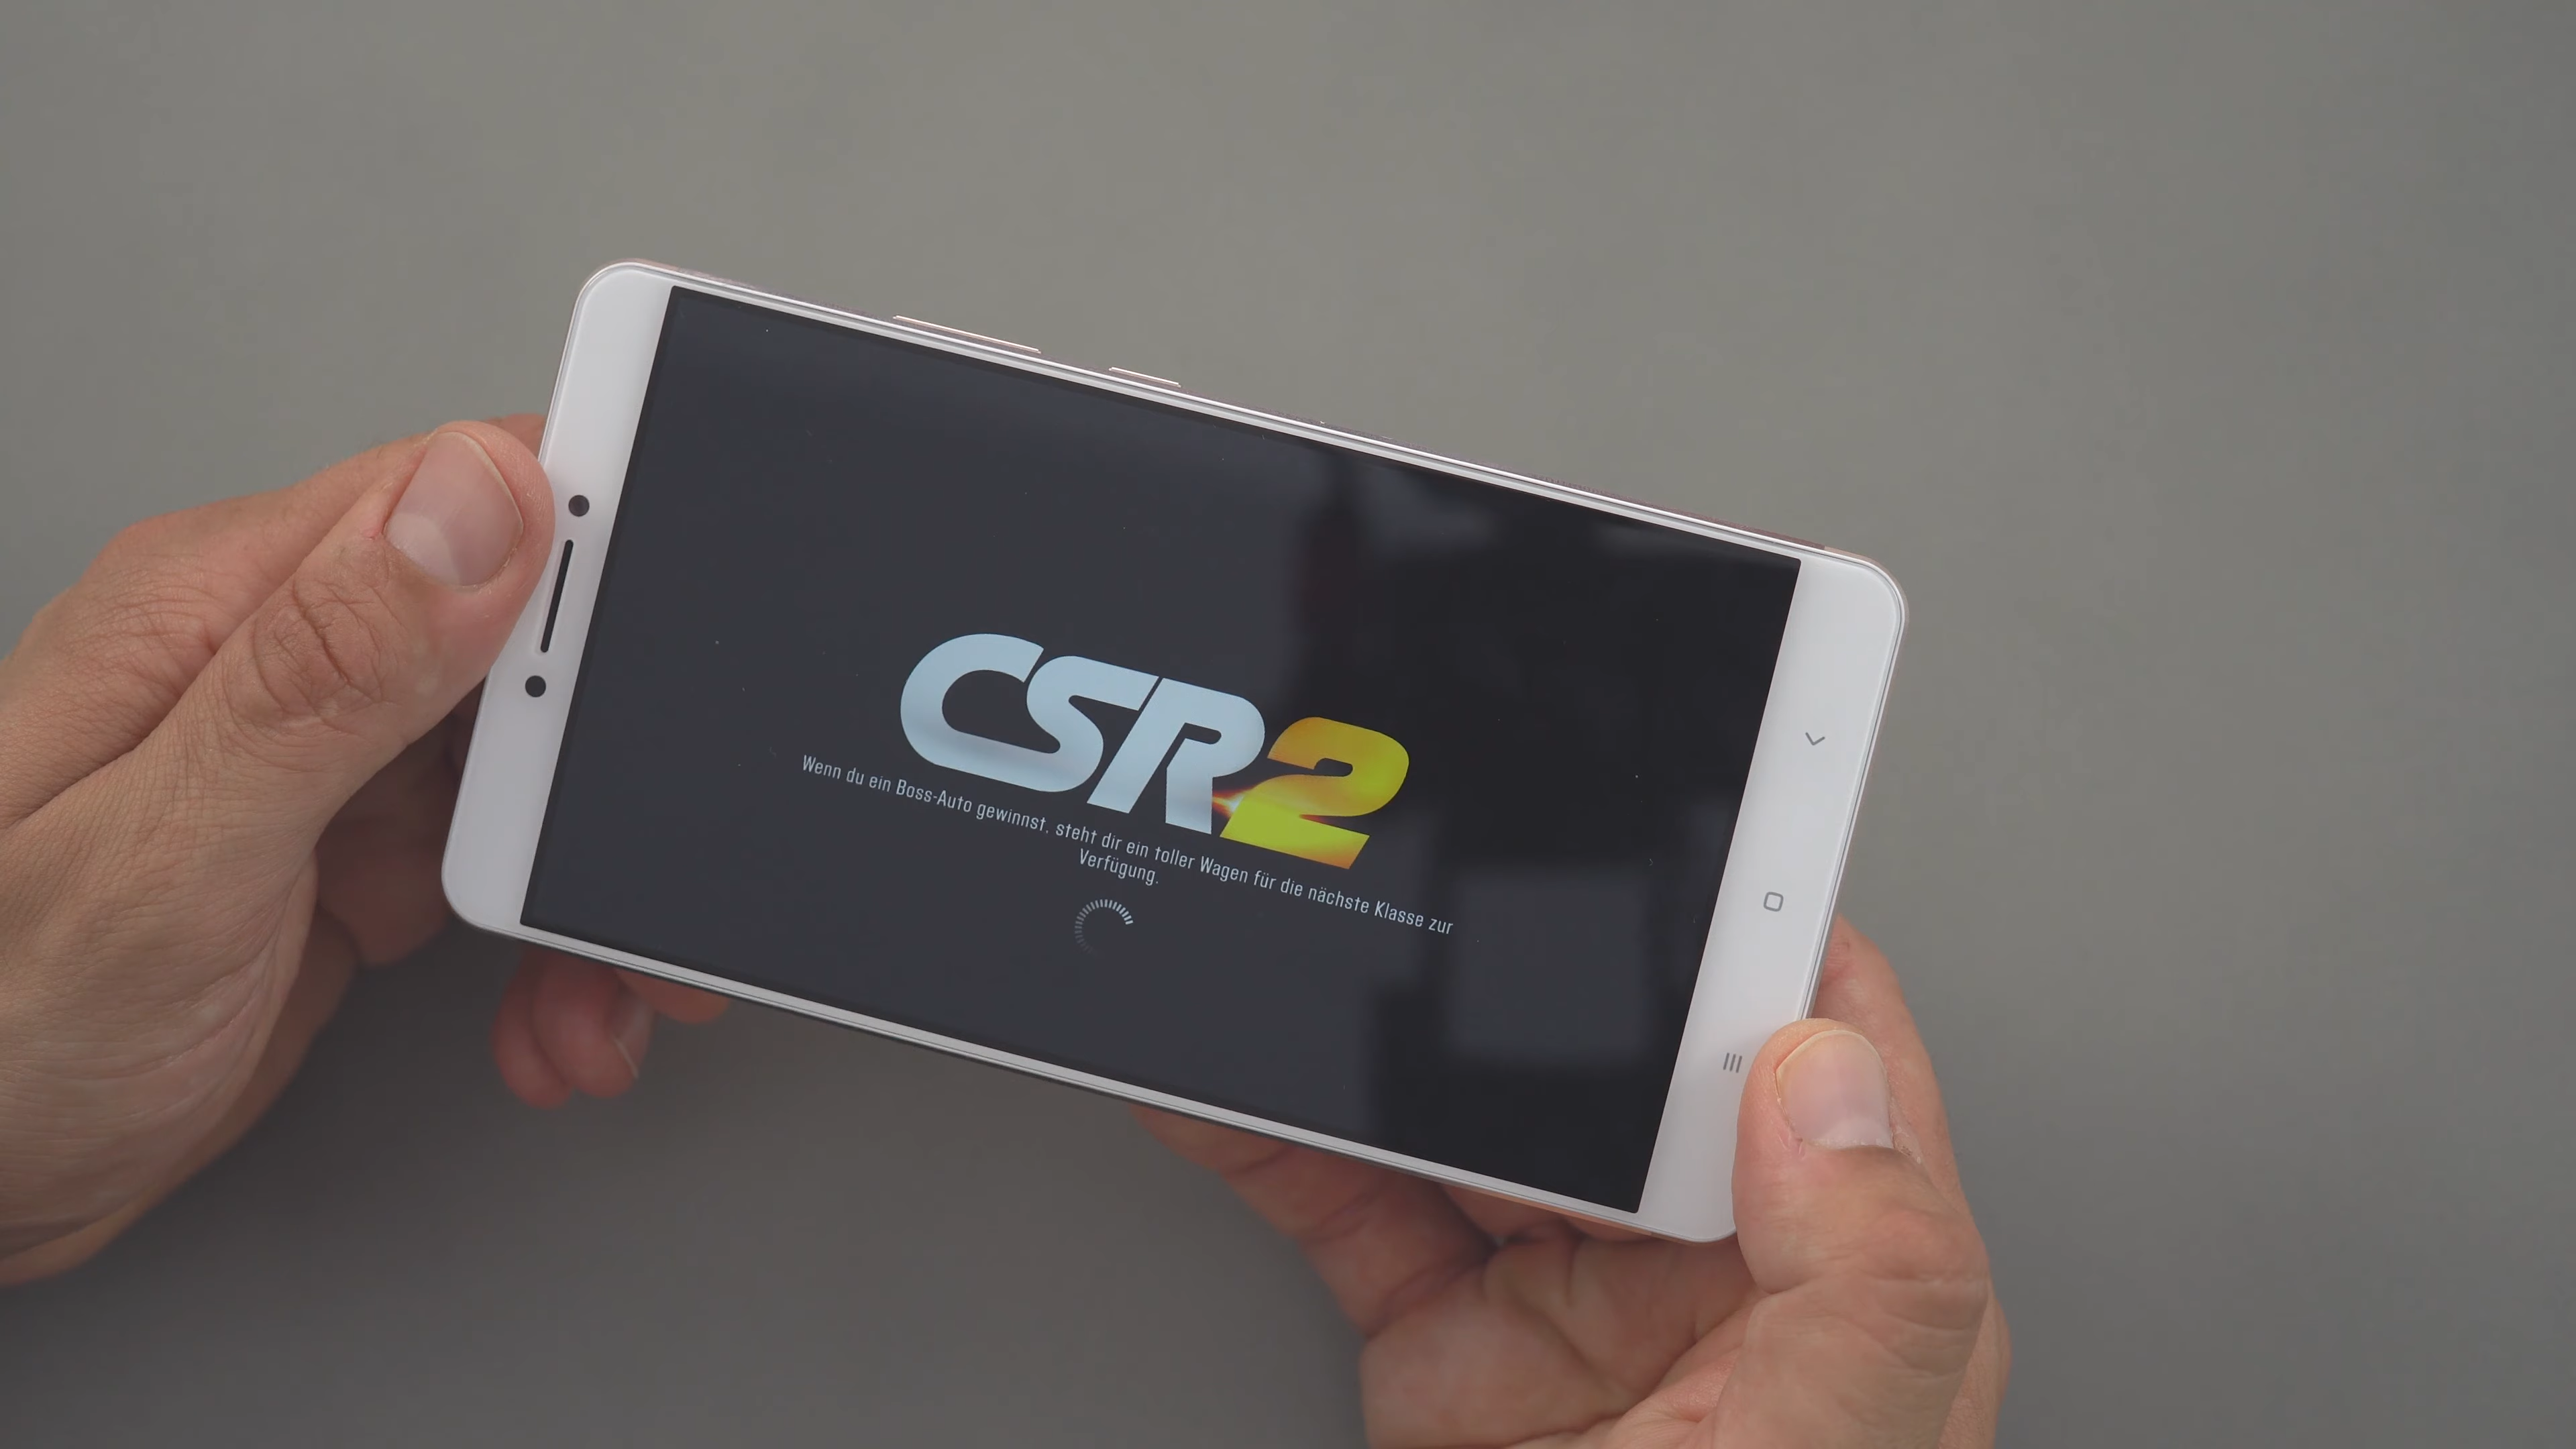 CSR2
Wenn du ein Boss-Auto gewinnst, steht dir ein toller Wagen für die nächste Klasse zur
Verfügung.